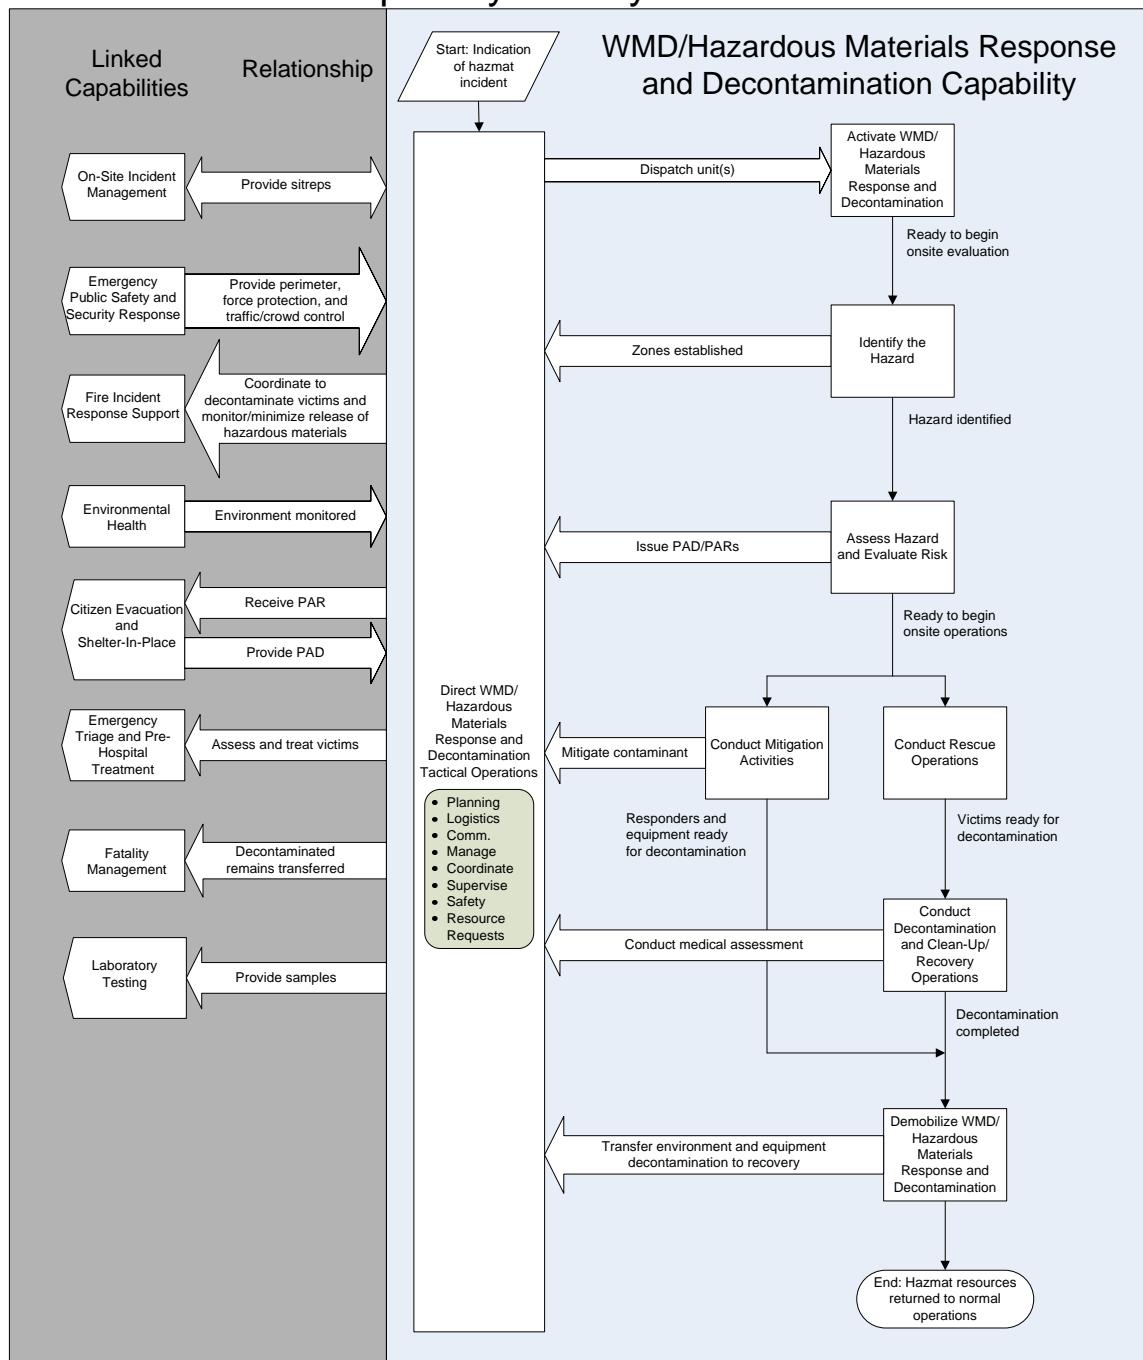 Linked
Capabilities
Relationship
Start: Indication
of hazmat
incident
WMD/Hazardous Materials Response
and Decontamination Capability
On-Site Incident
Management
Provide sitreps
Emergency
Public Safety and
Security Response
Provide perimeter,
force protection, and
traffic/crowd control
Fire Incident
Response Support
Coordinate to
decontaminate victims and
monitor/minimize release of
hazardous materials
Environmental
Health
Environment monitored
Citizen Evacuation
and
Shelter-In-Place
Receive PAR
Provide PAD
Emergency
Triage and Pre-
Hospital
Treatment
Assess and treat victims
Fatality
Management
Decontaminated
remains transferred
Laboratory
Testing
Provide samples
Direct WMD/
Hazardous
Materials
Response and
Decontamination
Tactical Operations
• Planning
• Logistics
• Comm.
• Manage
• Coordinate
• Supervise
• Safety
• Resource
Requests
Dispatch unit(s)
Activate WMD/
Hazardous
Materials
Response and
Decontamination
Ready to begin
onsite evaluation
Zones established
Identify the
Hazard
Hazard identified
Issue PAD/PARs
Assess Hazard
and Evaluate Risk
Ready to begin
onsite operations
Mitigate contaminant
Conduct Mitigation
Activities
Conduct Rescue
Operations
Responders and
equipment ready
for decontamination
Victims ready for
decontamination
Conduct medical assessment
Conduct
Decontamination
and Clean-Up/
Recovery
Operations
Decontamination
completed
Transfer environment and equipment
decontamination to recovery
Demobilize WMD/
Hazardous
Materials
Response and
Decontamination
End: Hazmat resources
returned to normal
operations